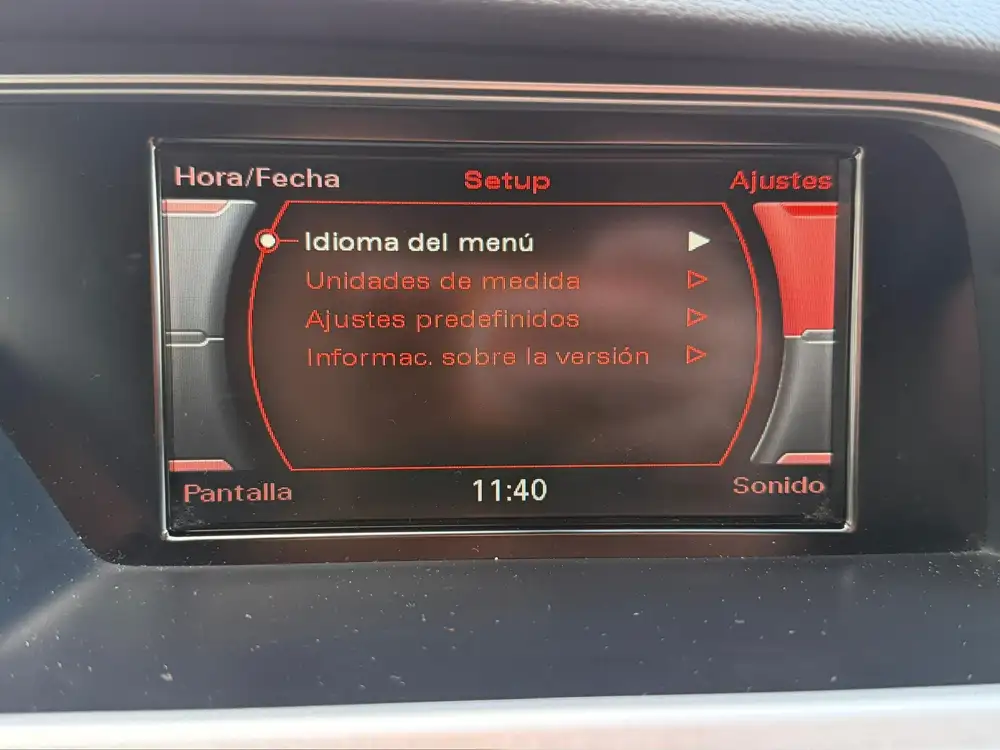 Hora/Fecha Setup Ajustes
Idioma del menú
Unidades de medida
Ajustes predefinidos
Informac. sobre la versión
Pantalla 11:40 Sonido